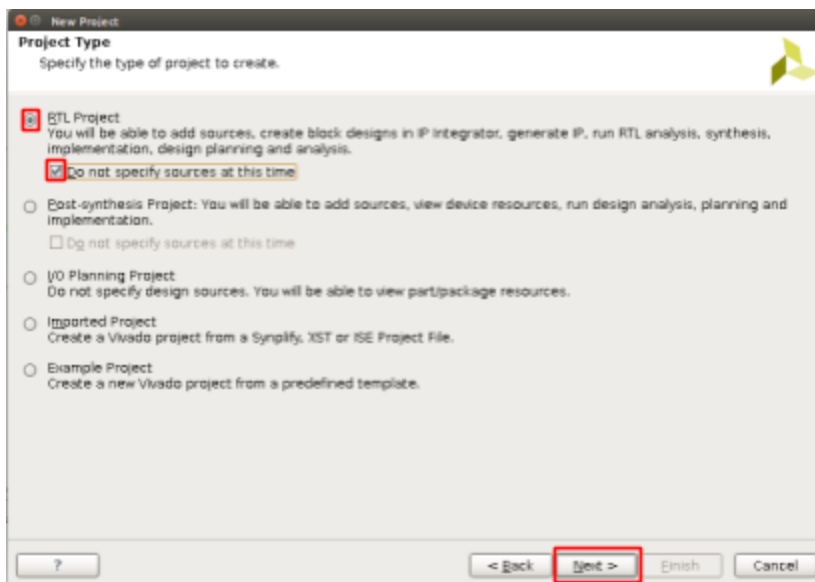 New Project
Project Type
Specify the type of project to create.
RTL Project
You will be able to add sources, create block designs in IP Integrator, generate IP, run RTL analysis, synthesis,
implementation, design planning and analysis.
Do not specify sources at this time
Post-synthesis Project: You will be able to add sources, view device resources, run design analysis, planning and
implementation.
Do not specify sources at this time
I/O Planning Project
Do not specify design sources. You will be able to view part/package resources.
Imported Project
Create a Vivado project from a Synplify, XST or ISE Project File.
Example Project
Create a new Vivado project from a predefined template.
? < Back Next > Finish Cancel